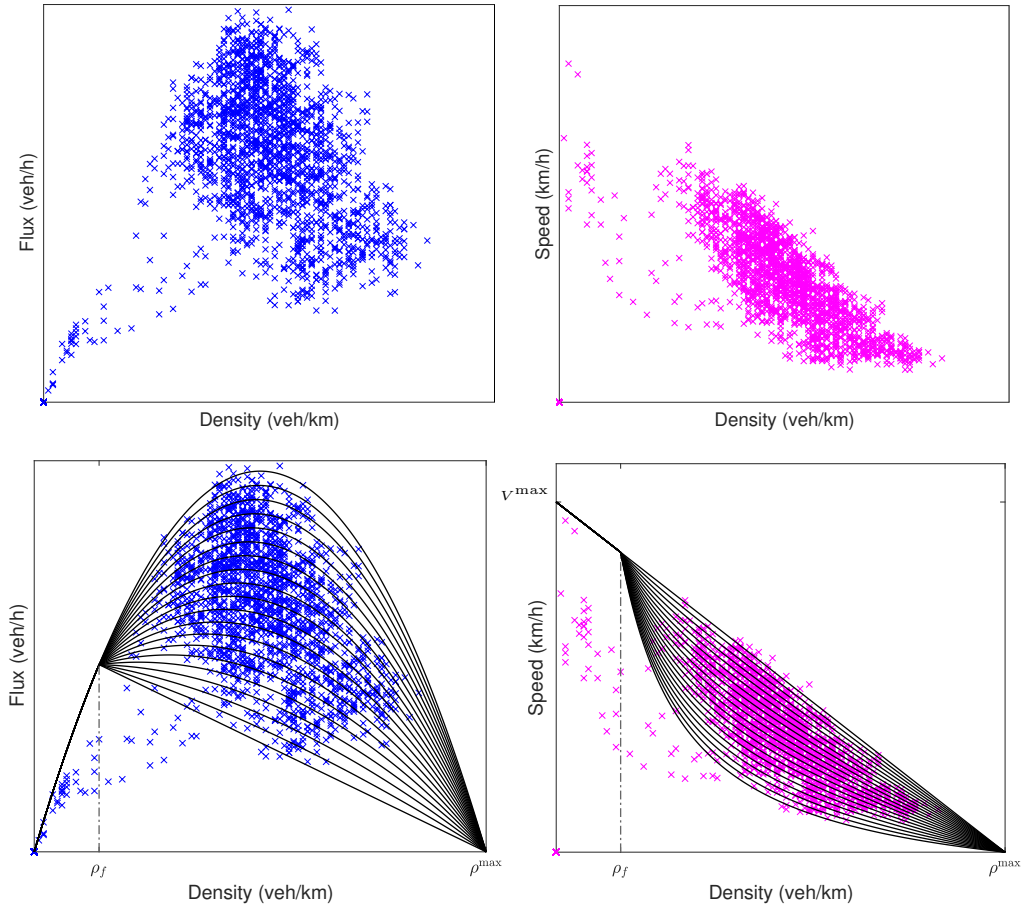 Flux (veh/h)
Density (veh/km)
Speed (km/h)
Density (veh/km)
Flux (veh/h)
ρ_f
ρ^max
Density (veh/km)
V^max
Speed (km/h)
ρ_f
ρ^max
Density (veh/km)